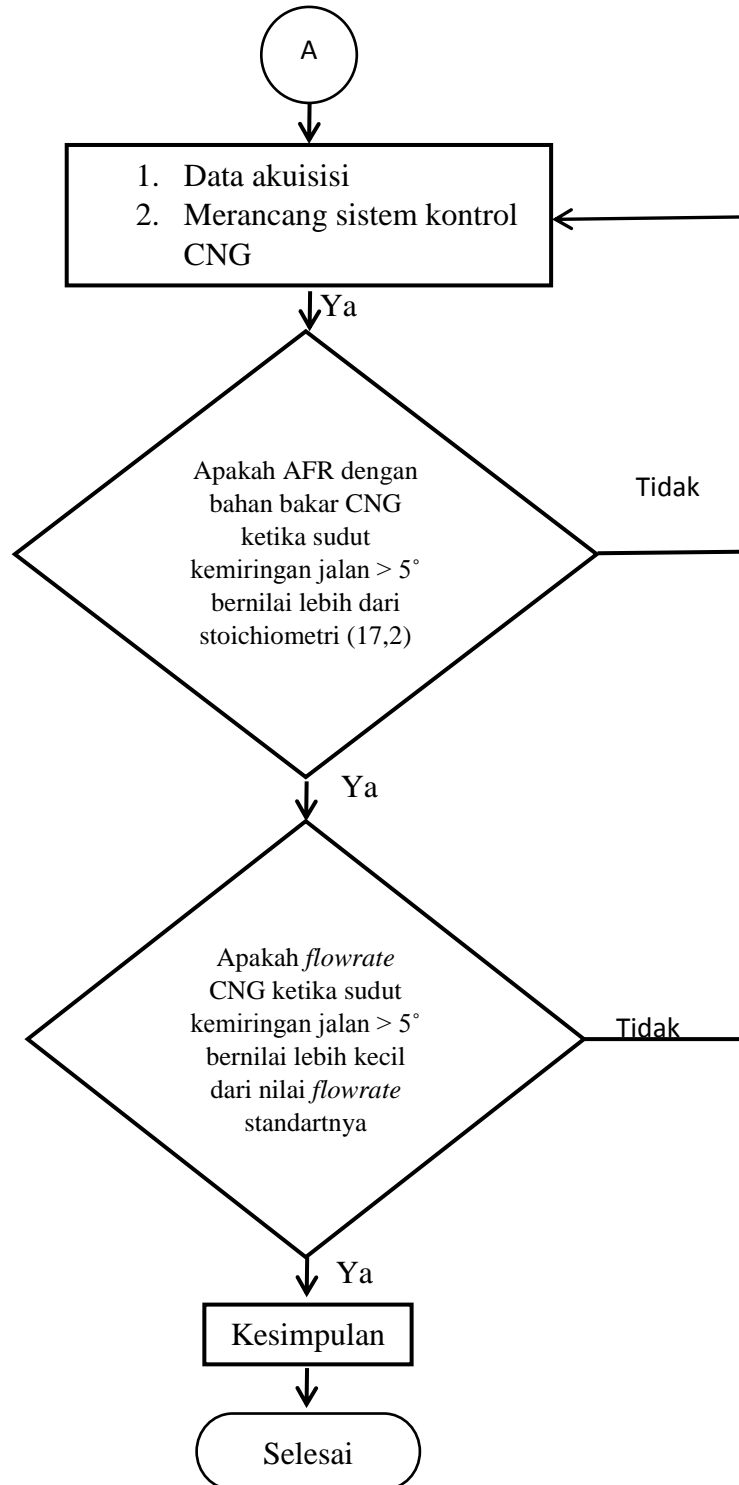 A
1. Data akuisisi
2. Merancang sistem kontrol
CNG
Ya
Apakah AFR dengan
bahan bakar CNG
ketika sudut
kemiringan jalan > 5˚
bernilai lebih dari
stoichiometri (17,2)
Tidak
Ya
Apakah flowrate
CNG ketika sudut
kemiringan jalan > 5˚
bernilai lebih kecil
dari nilai flowrate
standartnya
Tidak
Ya
Kesimpulan
Selesai